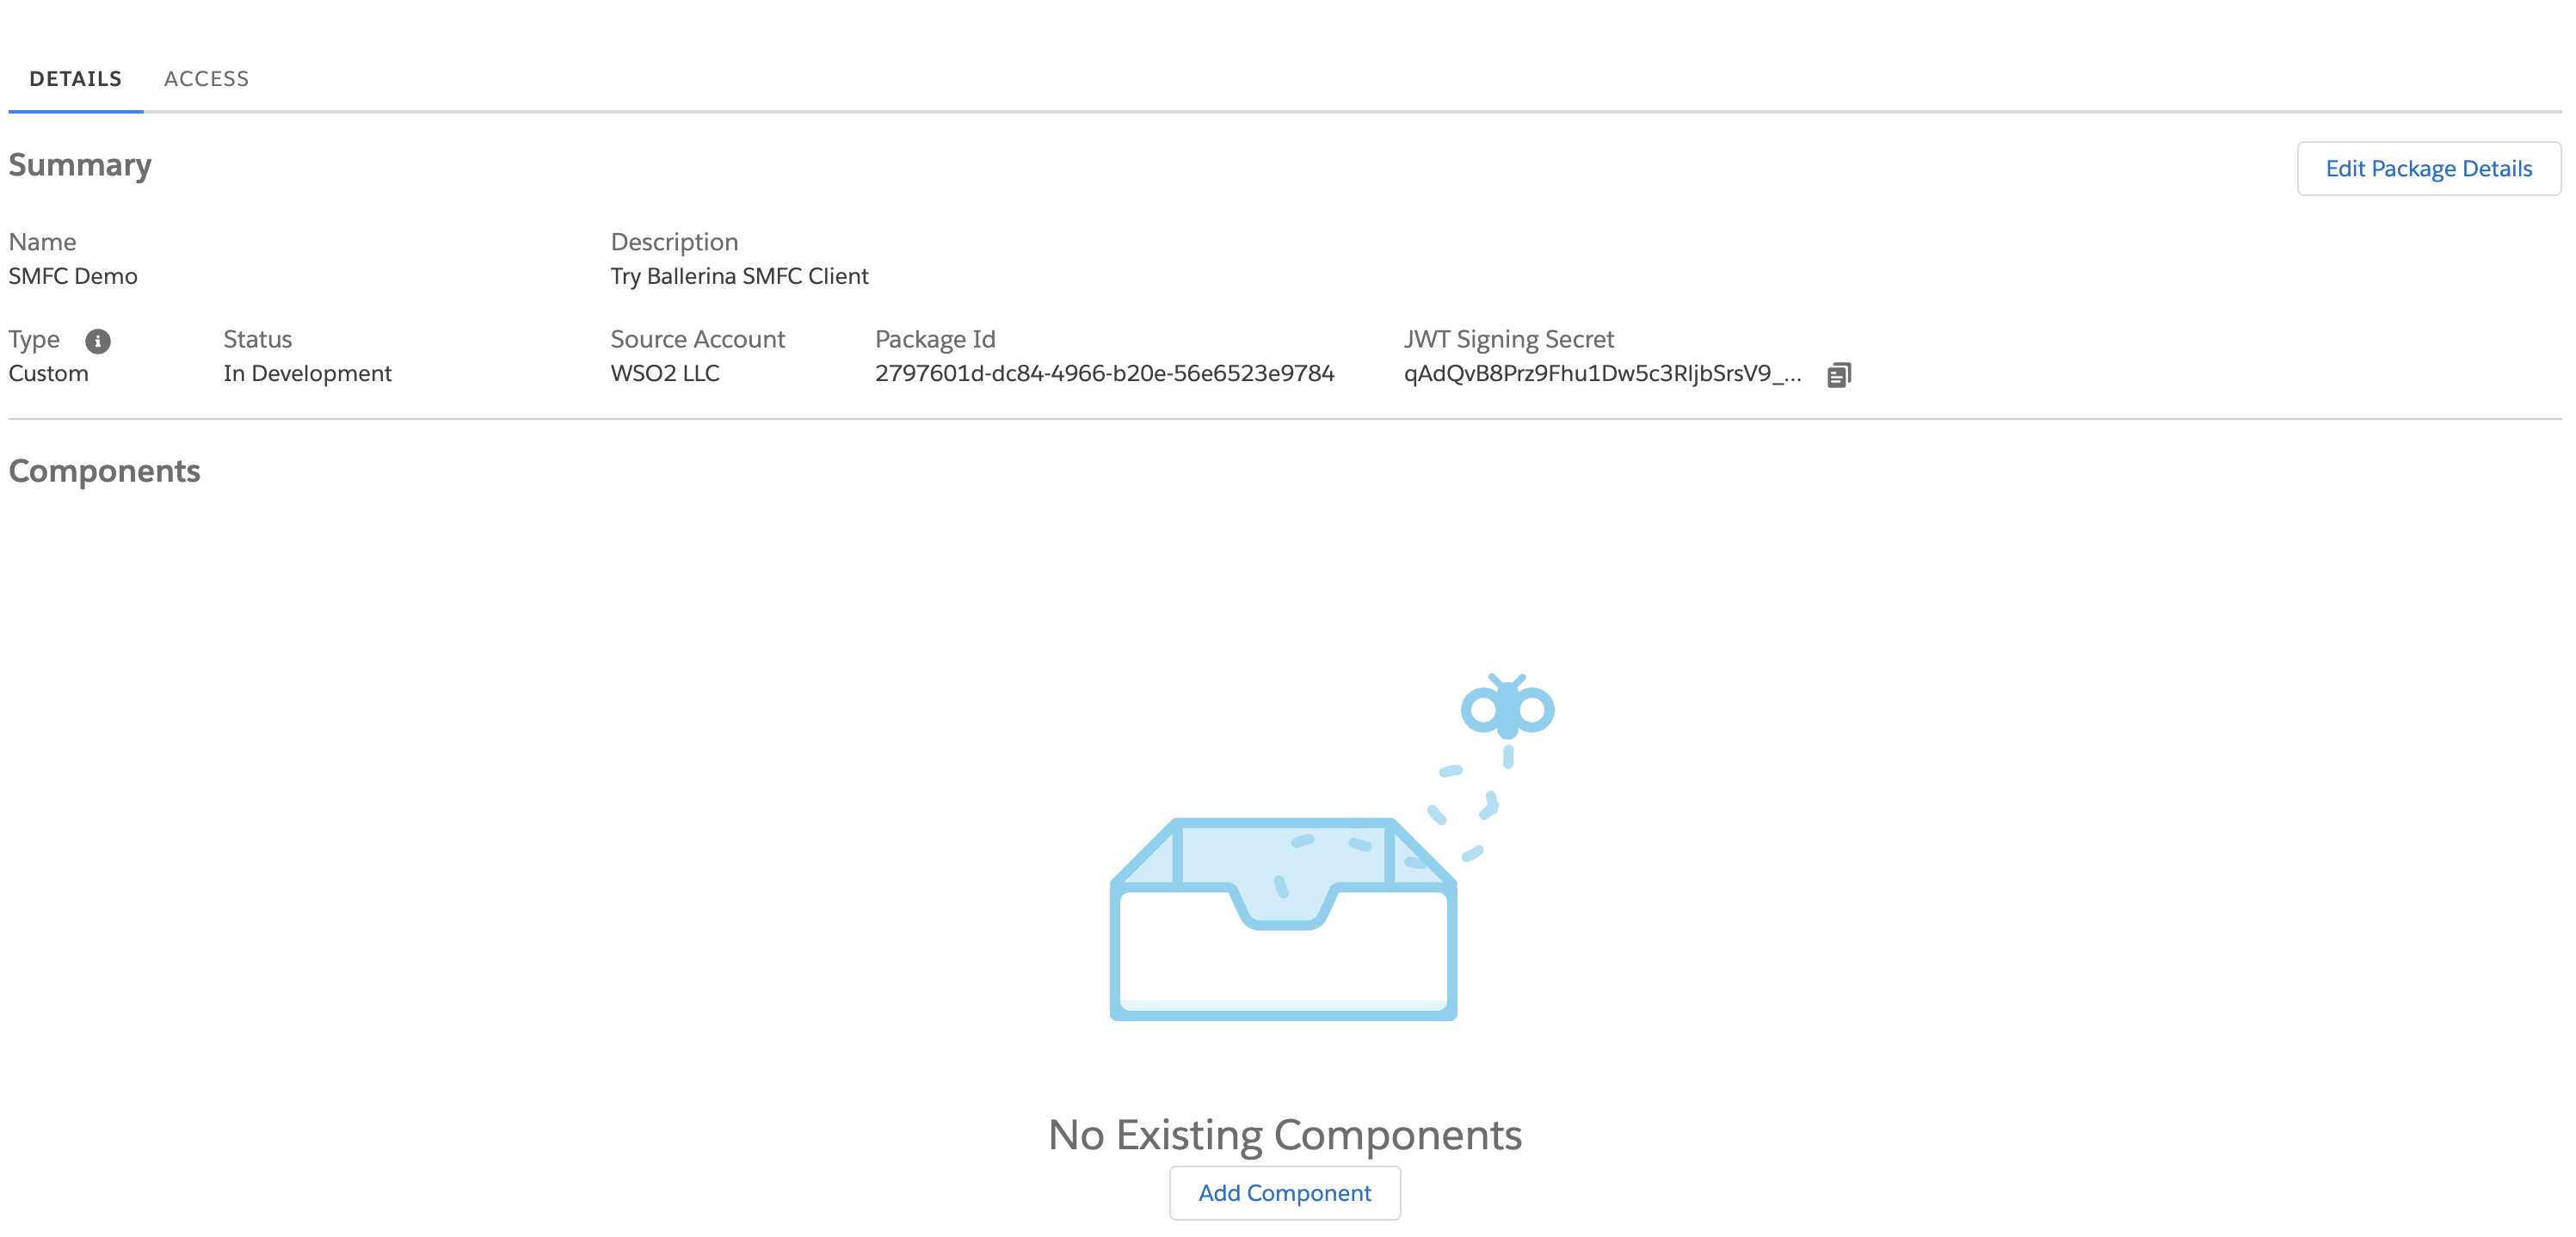 DETAILS ACCESS
Summary
Edit Package Details
Name Description
SMFC Demo Try Ballerina SMFC Client
Type Status Source Account Package Id JWT Signing Secret
Custom In Development WSO2 LLC 2797601d-dc84-4966-b20e-56e6523e9784 qAdQvB8Prz9Fhu1Dw5c3RljbSrsV9_...
Components
No Existing Components
Add Component